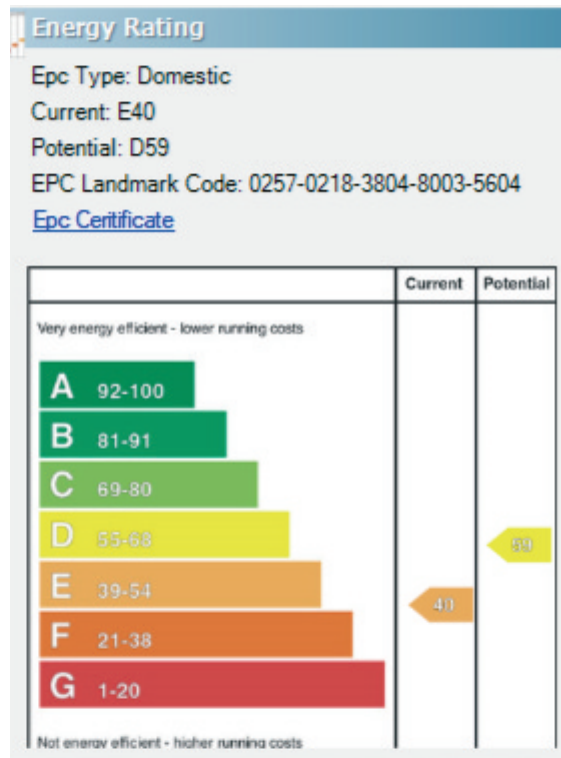 Energy Rating
Epc Type: Domestic
Current: E40
Potential: D59
EPC Landmark Code: 0257-0218-3804-8003-5604
Epc Ceritificate
Current Potential
Very energy efficient - lower running costs
A 92-100
B 81-91
C 69-80
D 55-68
59
E 39-54
40
F 21-38
G 1-20
Not energy efficient - higher running costs